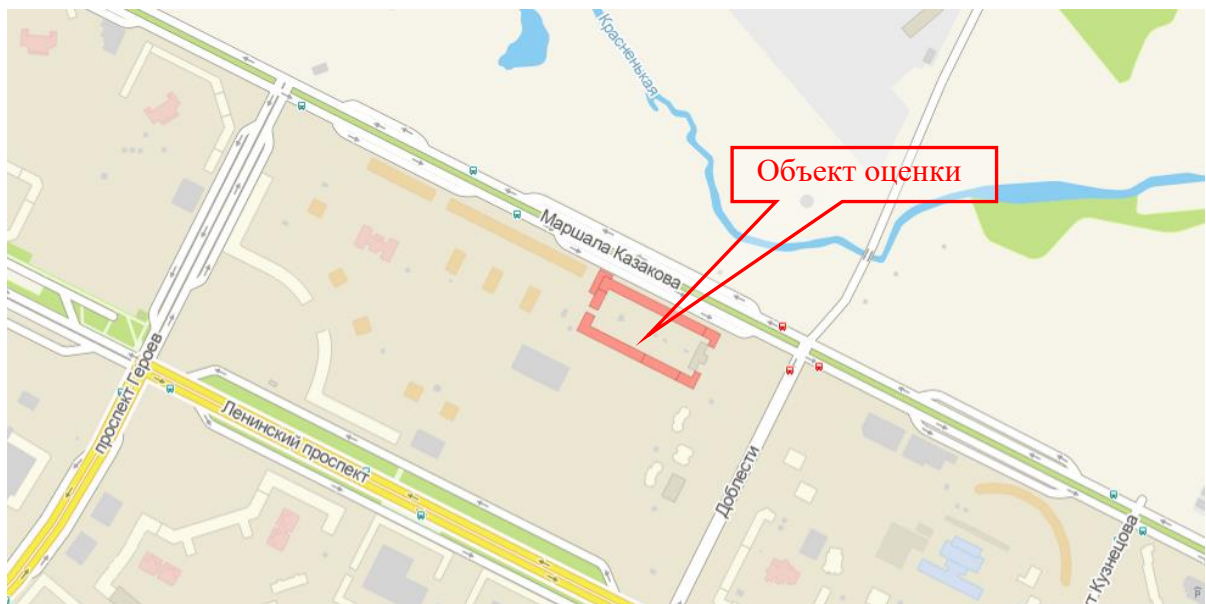 Красненькая
Объект оценки
Маршала Казакова
проспект Героев
Ленинский проспект
Доблести
т Кузнецова